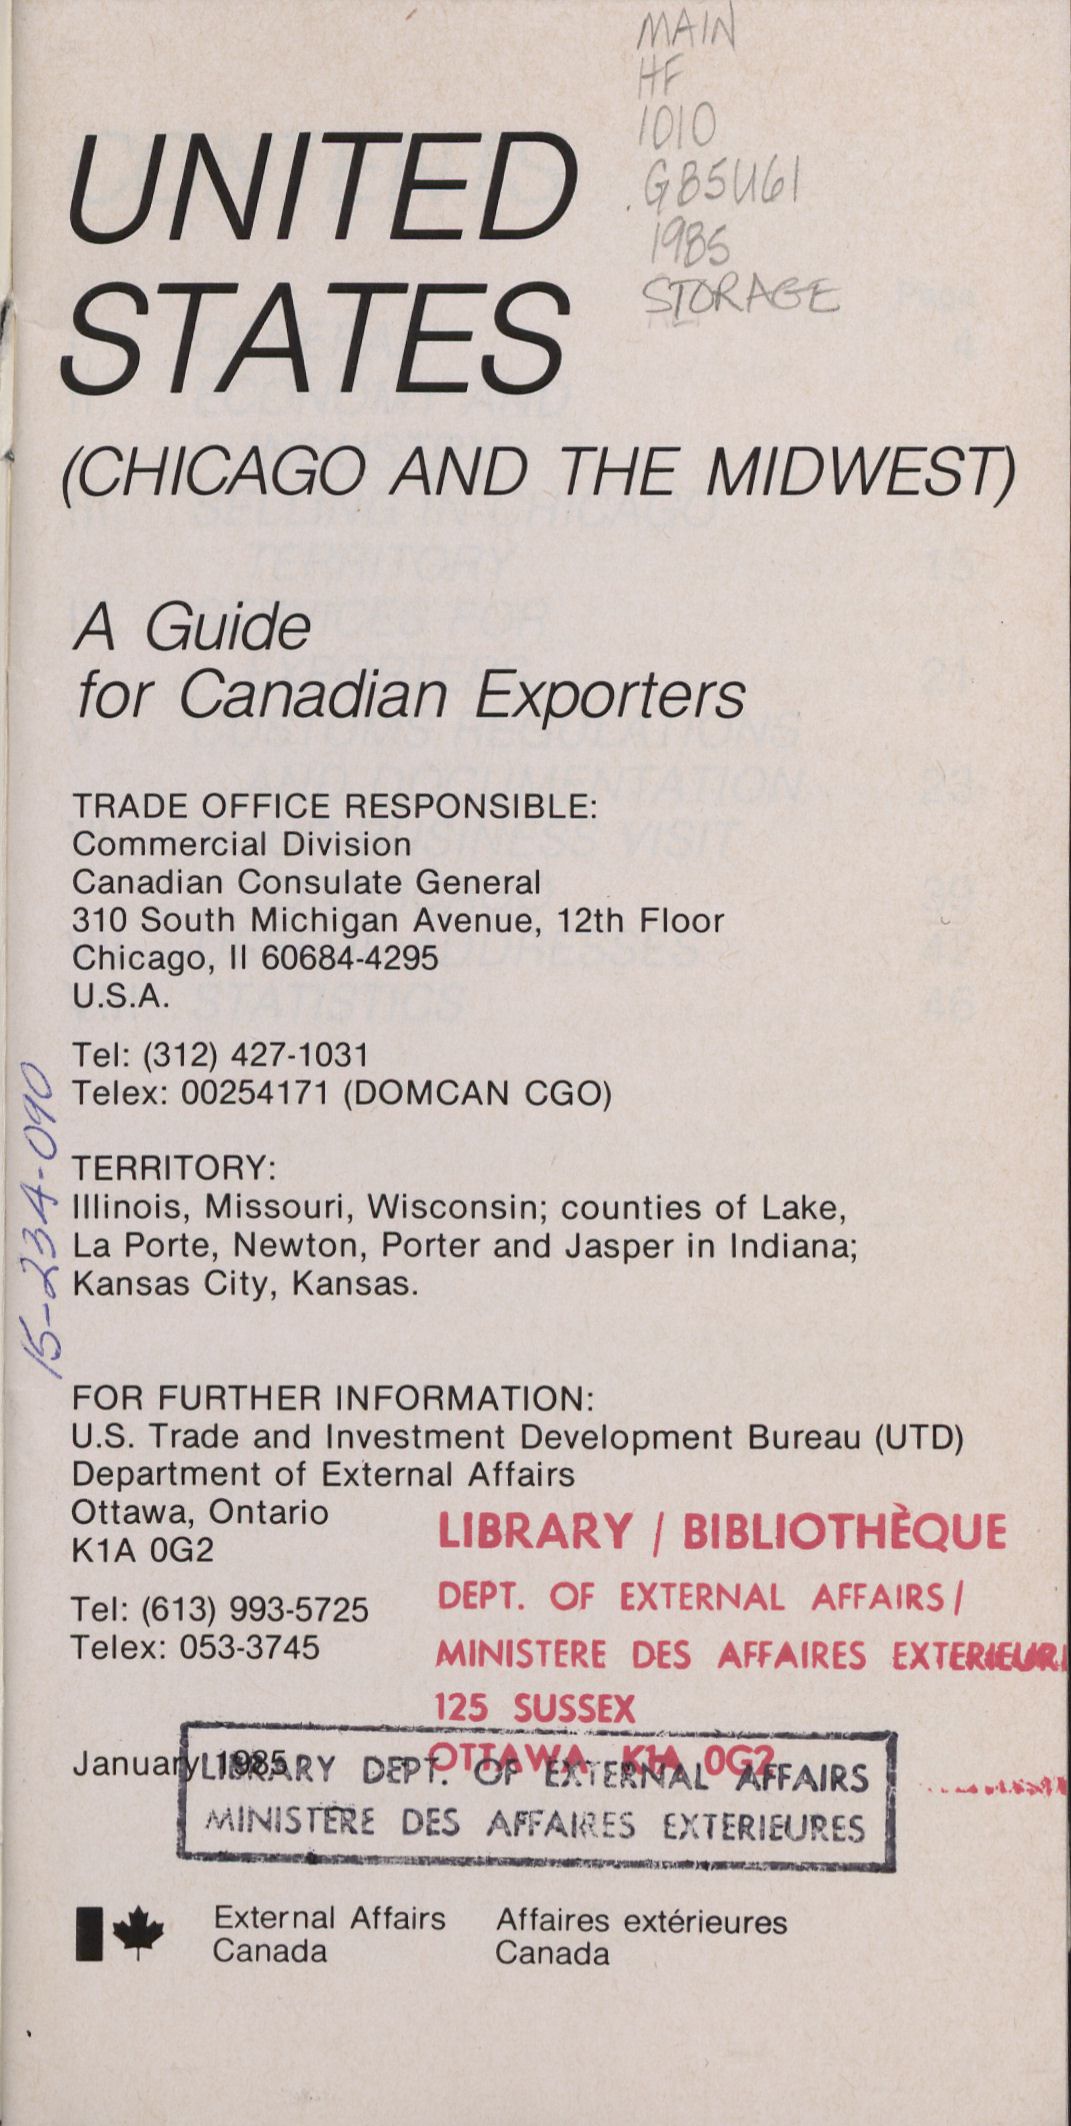 MAIN
HF
1010
G85U61
1985
STORAGE
UNITED
STATES
(CHICAGO AND THE MIDWEST)
A Guide
for Canadian Exporters
TRADE OFFICE RESPONSIBLE:
Commercial Division
Canadian Consulate General
310 South Michigan Avenue, 12th Floor
Chicago, Il 60684-4295
U.S.A.
Tel: (312) 427-1031
Telex: 00254171 (DOMCAN CGO)
TERRITORY:
Illinois, Missouri, Wisconsin; counties of Lake,
La Porte, Newton, Porter and Jasper in Indiana;
Kansas City, Kansas.
15-234-090
FOR FURTHER INFORMATION:
U.S. Trade and Investment Development Bureau (UTD)
Department of External Affairs
Ottawa, Ontario
K1A 0G2
Tel: (613) 993-5725
Telex: 053-3745
LIBRARY / BIBLIOTHÈQUE
DEPT. OF EXTERNAL AFFAIRS/
MINISTERE DES AFFAIRES EXTERIEUR
125 SUSSEX
OTTAWA K1A 0G2
January 1985
LIBRARY DEPT. OF EXTERNAL AFFAIRS
MINISTÈRE DES AFFAIRES EXTERIEURES
External Affairs Affaires extérieures
Canada Canada